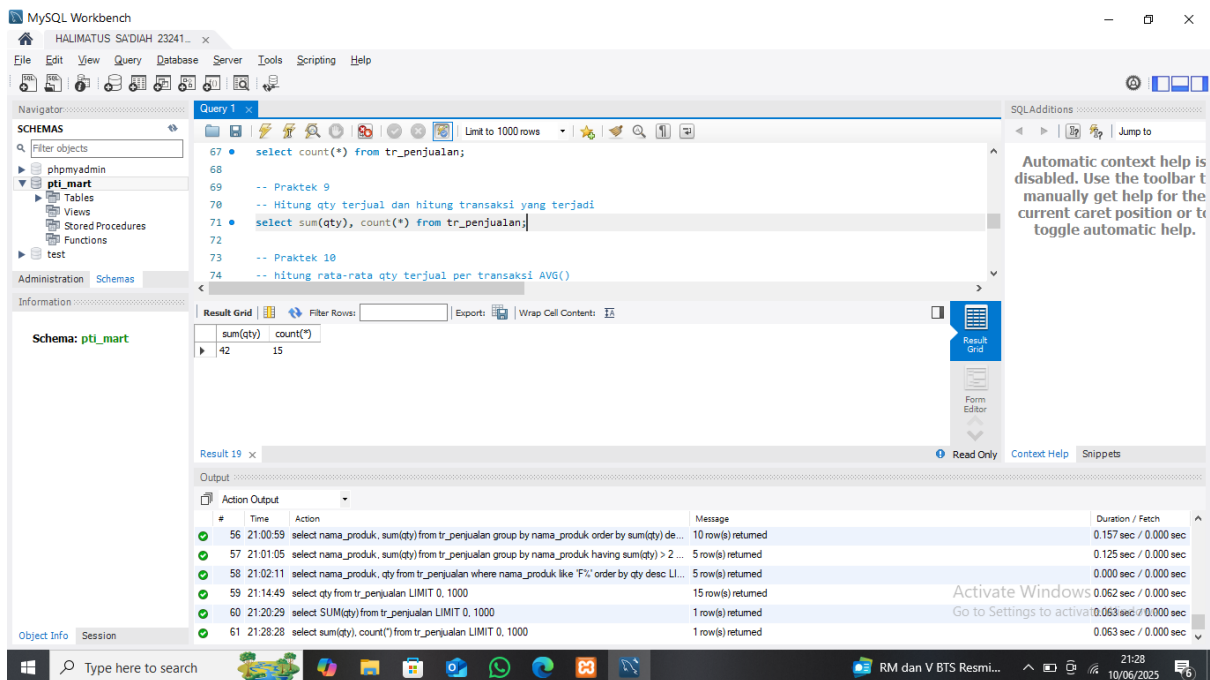 MySQL Workbench
HALIMATUS SA'DIAH 23241...
File Edit View Query Database Server Tools Scripting Help
Navigator
SCHEMAS
Filter objects
phpmyadmin
pti_mart
Tables
Views
Stored Procedures
Functions
test
Administration Schemas
Information
Schema: pti_mart
Object Info Session
Query 1
Limit to 1000 rows
67 select count(*) from tr_penjualan;
68
69 -- Praktek 9
70 -- Hitung qty terjual dan hitung transaksi yang terjadi
71 select sum(qty), count(*) from tr_penjualan;
72
73 -- Praktek 10
74 -- hitung rata-rata qty terjual per transaksi AVG()
Result Grid Filter Rows: Export: Wrap Cell Content:
sum(qty) count(*)
42 15
Result Grid
Form Editor
Result 19
Read Only
SQLAdditions
Jump to
Automatic context help is
disabled. Use the toolbar t
manually get help for the
current caret position or to
toggle automatic help.
Context Help Snippets
Output
Action Output
# Time Action Message Duration / Fetch
56 21:00:59 select nama_produk, sum(qty) from tr_penjualan group by nama_produk order by sum(qty) de... 10 row(s) returned 0.157 sec / 0.000 sec
57 21:01:05 select nama_produk, sum(qty) from tr_penjualan group by nama_produk having sum(qty) > 2 ... 5 row(s) returned 0.125 sec / 0.000 sec
58 21:02:11 select nama_produk, qty from tr_penjualan where nama_produk like 'F%' order by qty desc LI... 5 row(s) returned 0.000 sec / 0.000 sec
59 21:14:49 select qty from tr_penjualan LIMIT 0, 1000 15 row(s) returned 0.062 sec / 0.000 sec
60 21:20:29 select SUM(qty) from tr_penjualan LIMIT 0, 1000 1 row(s) returned 0.063 sec / 0.000 sec
61 21:28:28 select sum(qty), count(*) from tr_penjualan LIMIT 0, 1000 1 row(s) returned 0.063 sec / 0.000 sec
Activate Windows
Go to Settings to activate
Type here to search
RM dan V BTS Resmi...
21:28
10/06/2025
6